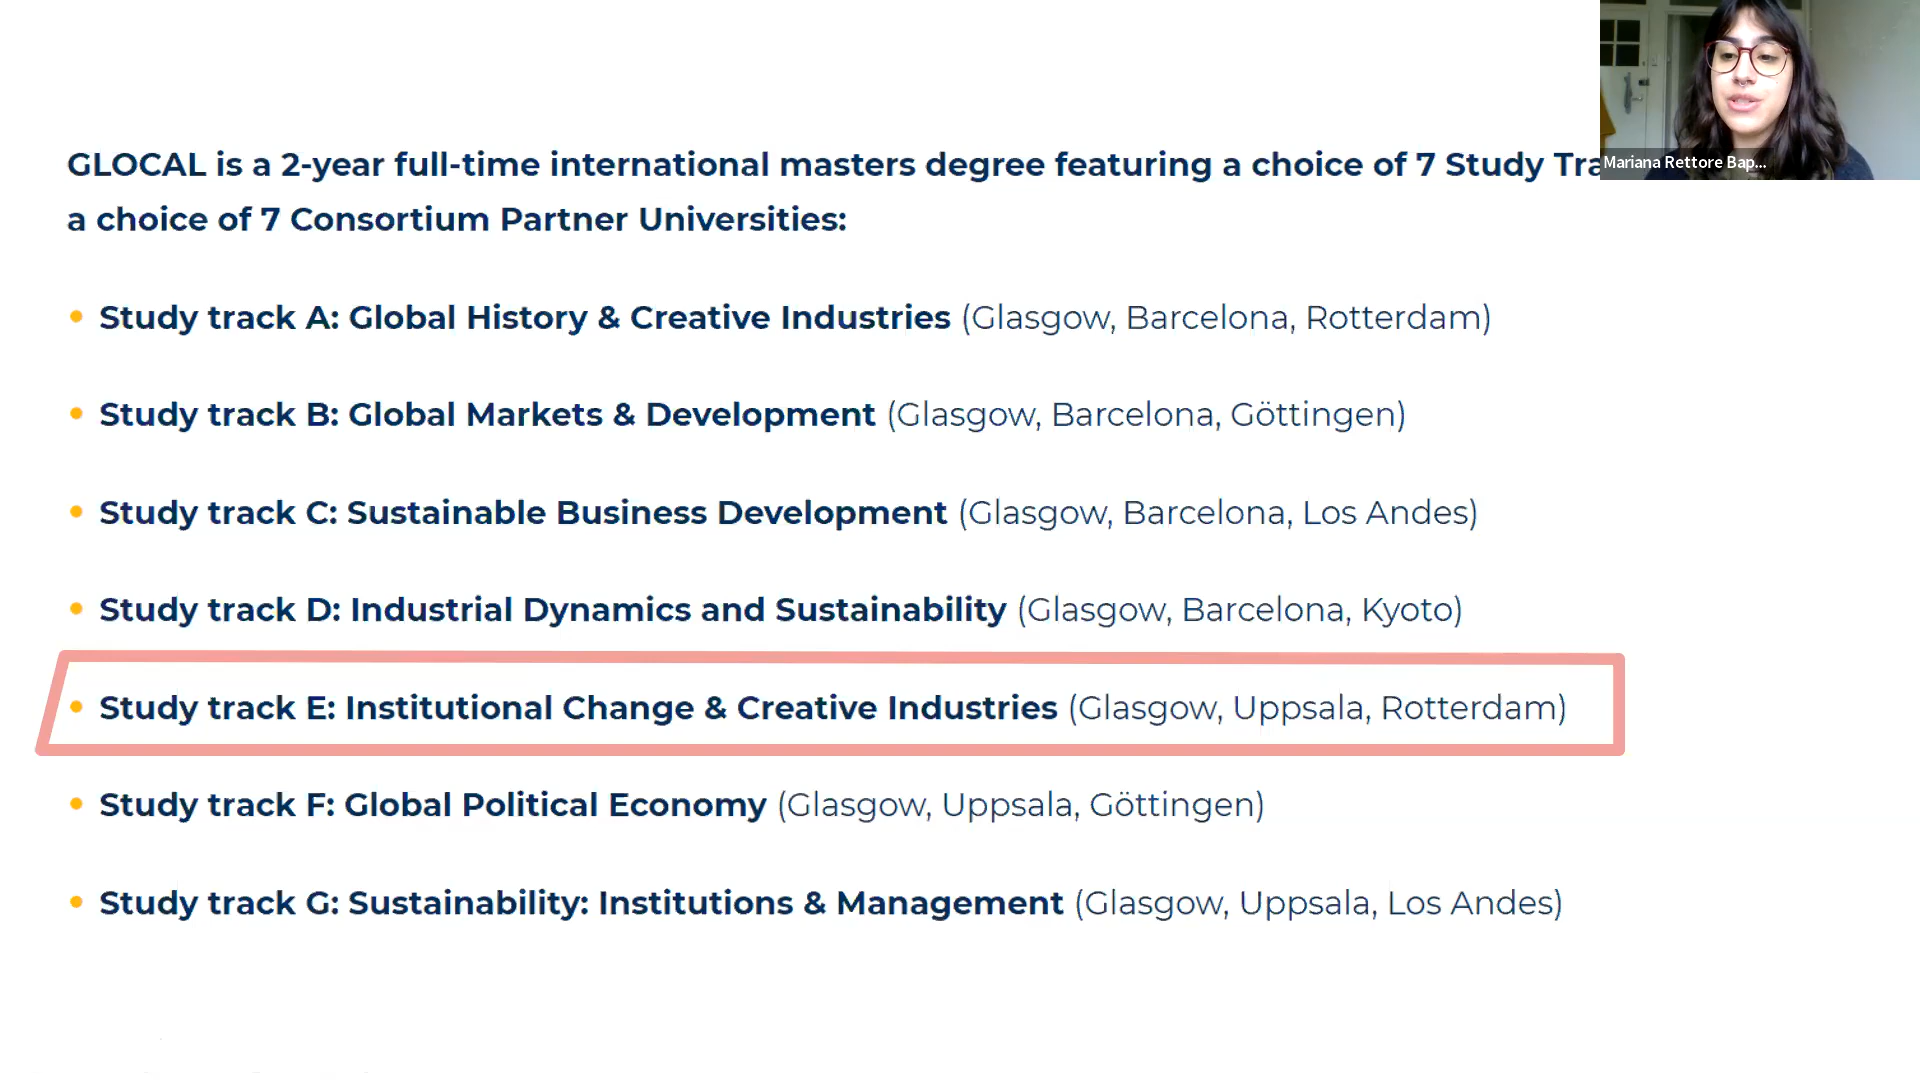 GLOCAL is a 2-year full-time international masters degree featuring a choice of 7 Study
a choice of 7 Consortium Partner Universities:
• Study track A: Global History & Creative Industries (Glasgow, Barcelona, Rotterdam)
• Study track B: Global Markets & Development (Glasgow, Barcelona, Göttingen)
• Study track C: Sustainable Business Development (Glasgow, Barcelona, Los Andes)
• Study track D: Industrial Dynamics and Sustainability (Glasgow, Barcelona, Kyoto)
• Study track E: Institutional Change & Creative Industries (Glasgow, Uppsala, Rotterdam)
• Study track F: Global Political Economy (Glasgow, Uppsala, Göttingen)
• Study track G: Sustainability: Institutions & Management (Glasgow, Uppsala, Los Andes)
Mariana Rettore Bap...